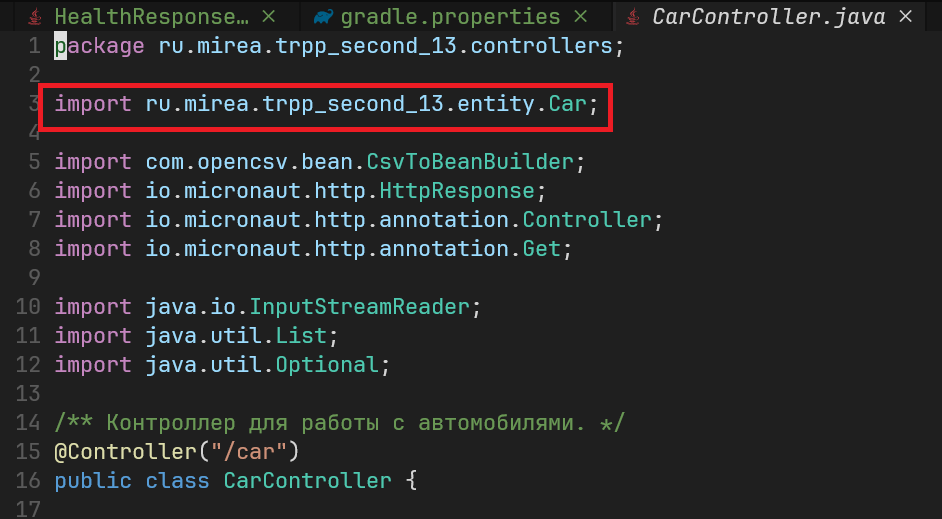 HealthResponse… × gradle.properties × CarController.java ×
1 package ru.mirea.trpp_second_13.controllers;
2
3 import ru.mirea.trpp_second_13.entity.Car;
4
5 import com.opencsv.bean.CsvToBeanBuilder;
6 import io.micronaut.http.HttpResponse;
7 import io.micronaut.http.annotation.Controller;
8 import io.micronaut.http.annotation.Get;
9
10 import java.io.InputStreamReader;
11 import java.util.List;
12 import java.util.Optional;
13
14 /** Контроллер для работы с автомобилями. */
15 @Controller("/car")
16 public class CarController {
17